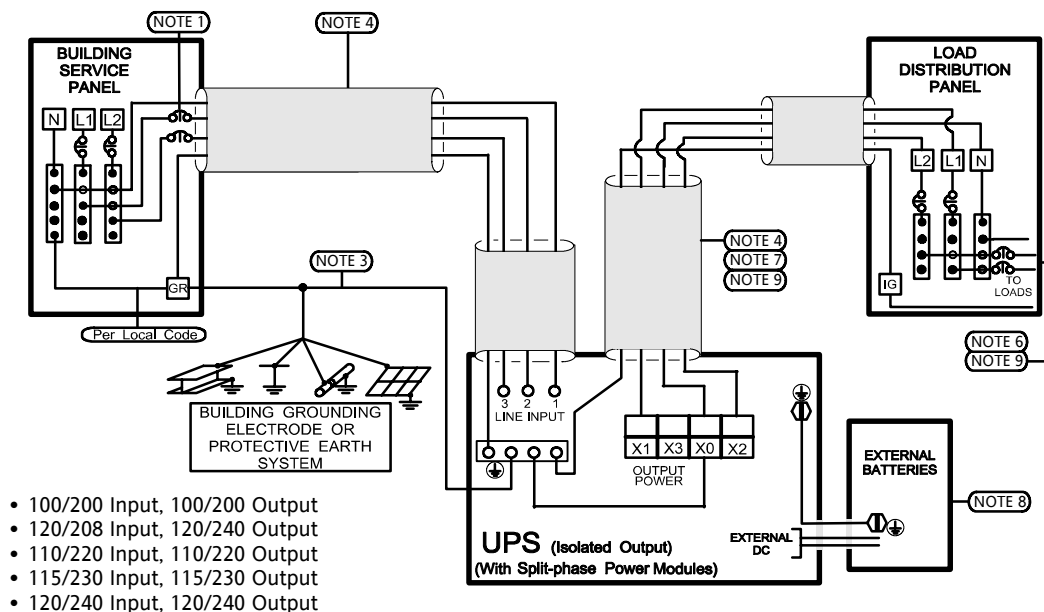 NOTE 1
NOTE 4
BUILDING
SERVICE
PANEL
N
L1
L2
LOAD
DISTRIBUTION
PANEL
L2
L1
N
NOTE 4
NOTE 7
NOTE 9
NOTE 3
GR
IG
TO
LOADS
Per Local Code
NOTE 6
NOTE 9
3 2 1
LINE INPUT
BUILDING GROUNDING
ELECTRODE OR
PROTECTIVE EARTH
SYSTEM
X1 X3 X0 X2
OUTPUT
POWER
EXTERNAL
BATTERIES
NOTE 8
UPS (Isolated Output)
(With Split-phase Power Modules)
EXTERNAL
DC
• 100/200 Input, 100/200 Output
• 120/208 Input, 120/240 Output
• 110/220 Input, 110/220 Output
• 115/230 Input, 115/230 Output
• 120/240 Input, 120/240 Output